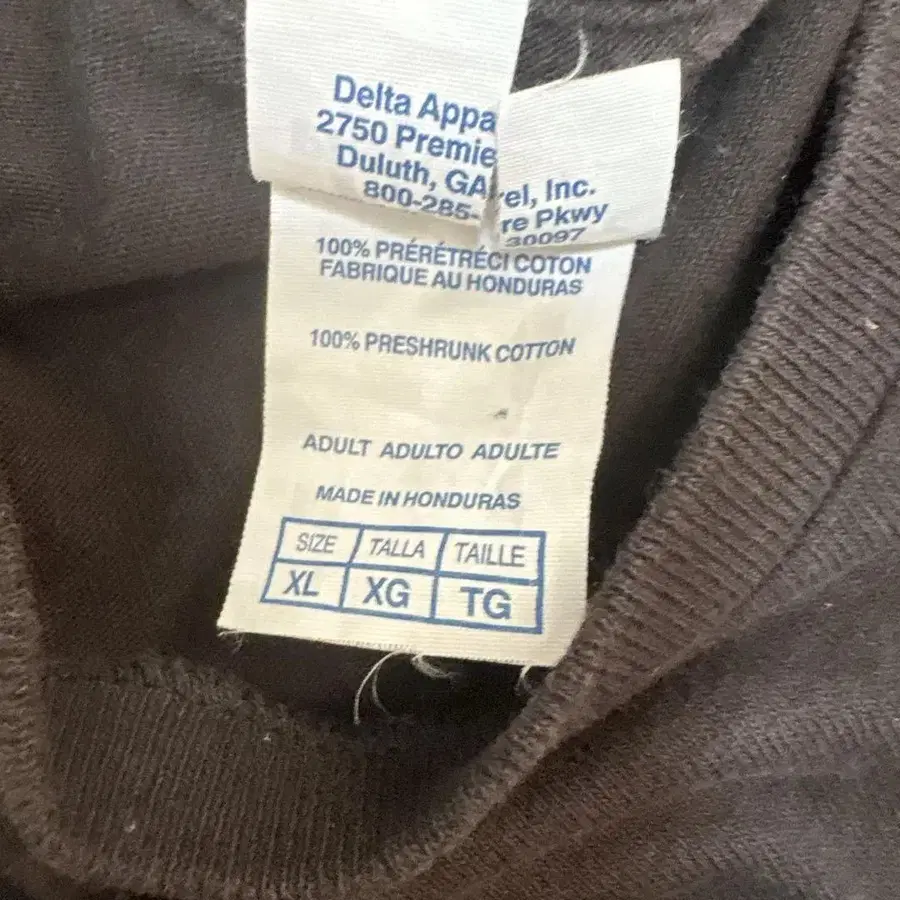 Delta Appa
2750 Premie
Duluth, GA
800-285-
rel, Inc.
re Pkwy
30097
100% PRÉRÉTRÉCI COTON
FABRIQUE AU HONDURAS
100% PRESHRUNK COTTON
ADULT ADULTO ADULTE
MADE IN HONDURAS
SIZE TALLA TAILLE
XL XG TG